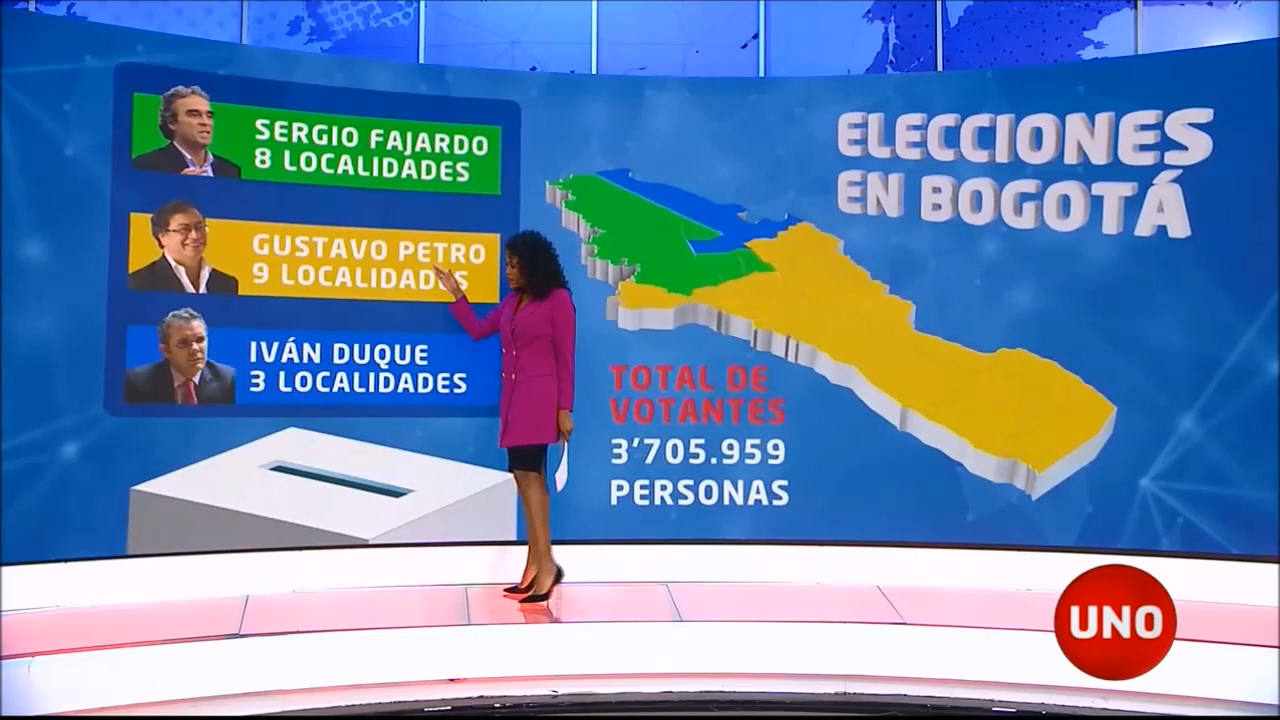 SERGIO FAJARDO
8 LOCALIDADES
GUSTAVO PETRO
9 LOCALIDADES
IVÁN DUQUE
3 LOCALIDADES
ELECCIONES
EN BOGOTÁ
TOTAL DE
VOTANTES
3'705.959
PERSONAS
UNO